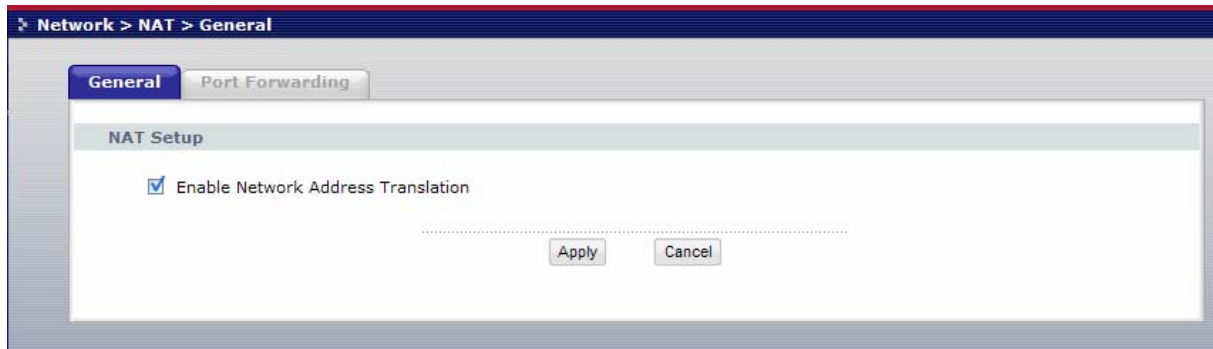 Network > NAT > General
General Port Forwarding
NAT Setup
Enable Network Address Translation
Apply Cancel